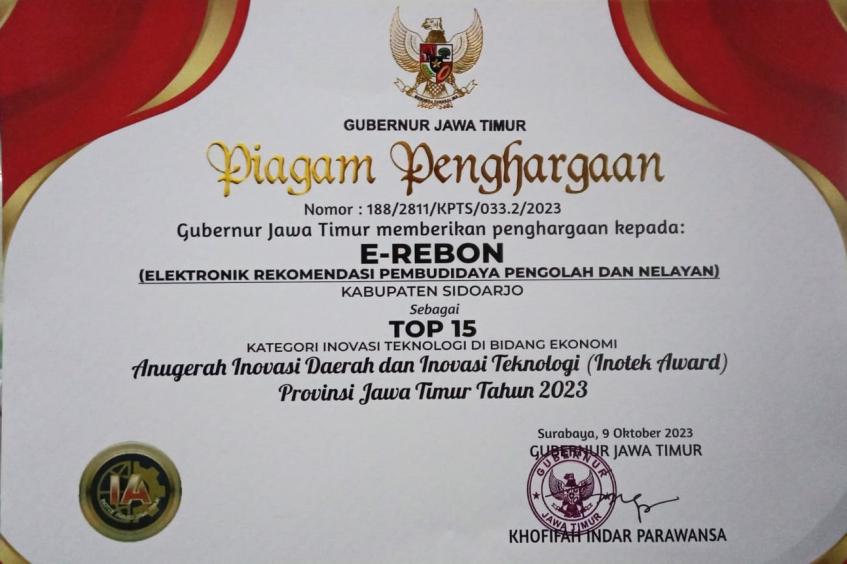 GUBERNUR JAWA TIMUR
Piagam Penghargaan
Nomor : 188/2811/KPTS/033.2/2023
Gubernur Jawa Timur memberikan penghargaan kepada:
E-REBON
(ELEKTRONIK REKOMENDASI PEMBUDIDAYA PENGOLAH DAN NELAYAN)
KABUPATEN SIDOARJO
Sebagai
TOP 15
KATEGORI INOVASI TEKNOLOGI DI BIDANG EKONOMI
Anugerah Inovasi Daerah dan Inovasi Teknologi (Inotek Award)
Provinsi Jawa Timur Tahun 2023
Surabaya, 9 Oktober 2023
GUBERNUR JAWA TIMUR
GUBERNUR
JAWA TIMUR
KHOFIFAH INDAR PARAWANSA
IA